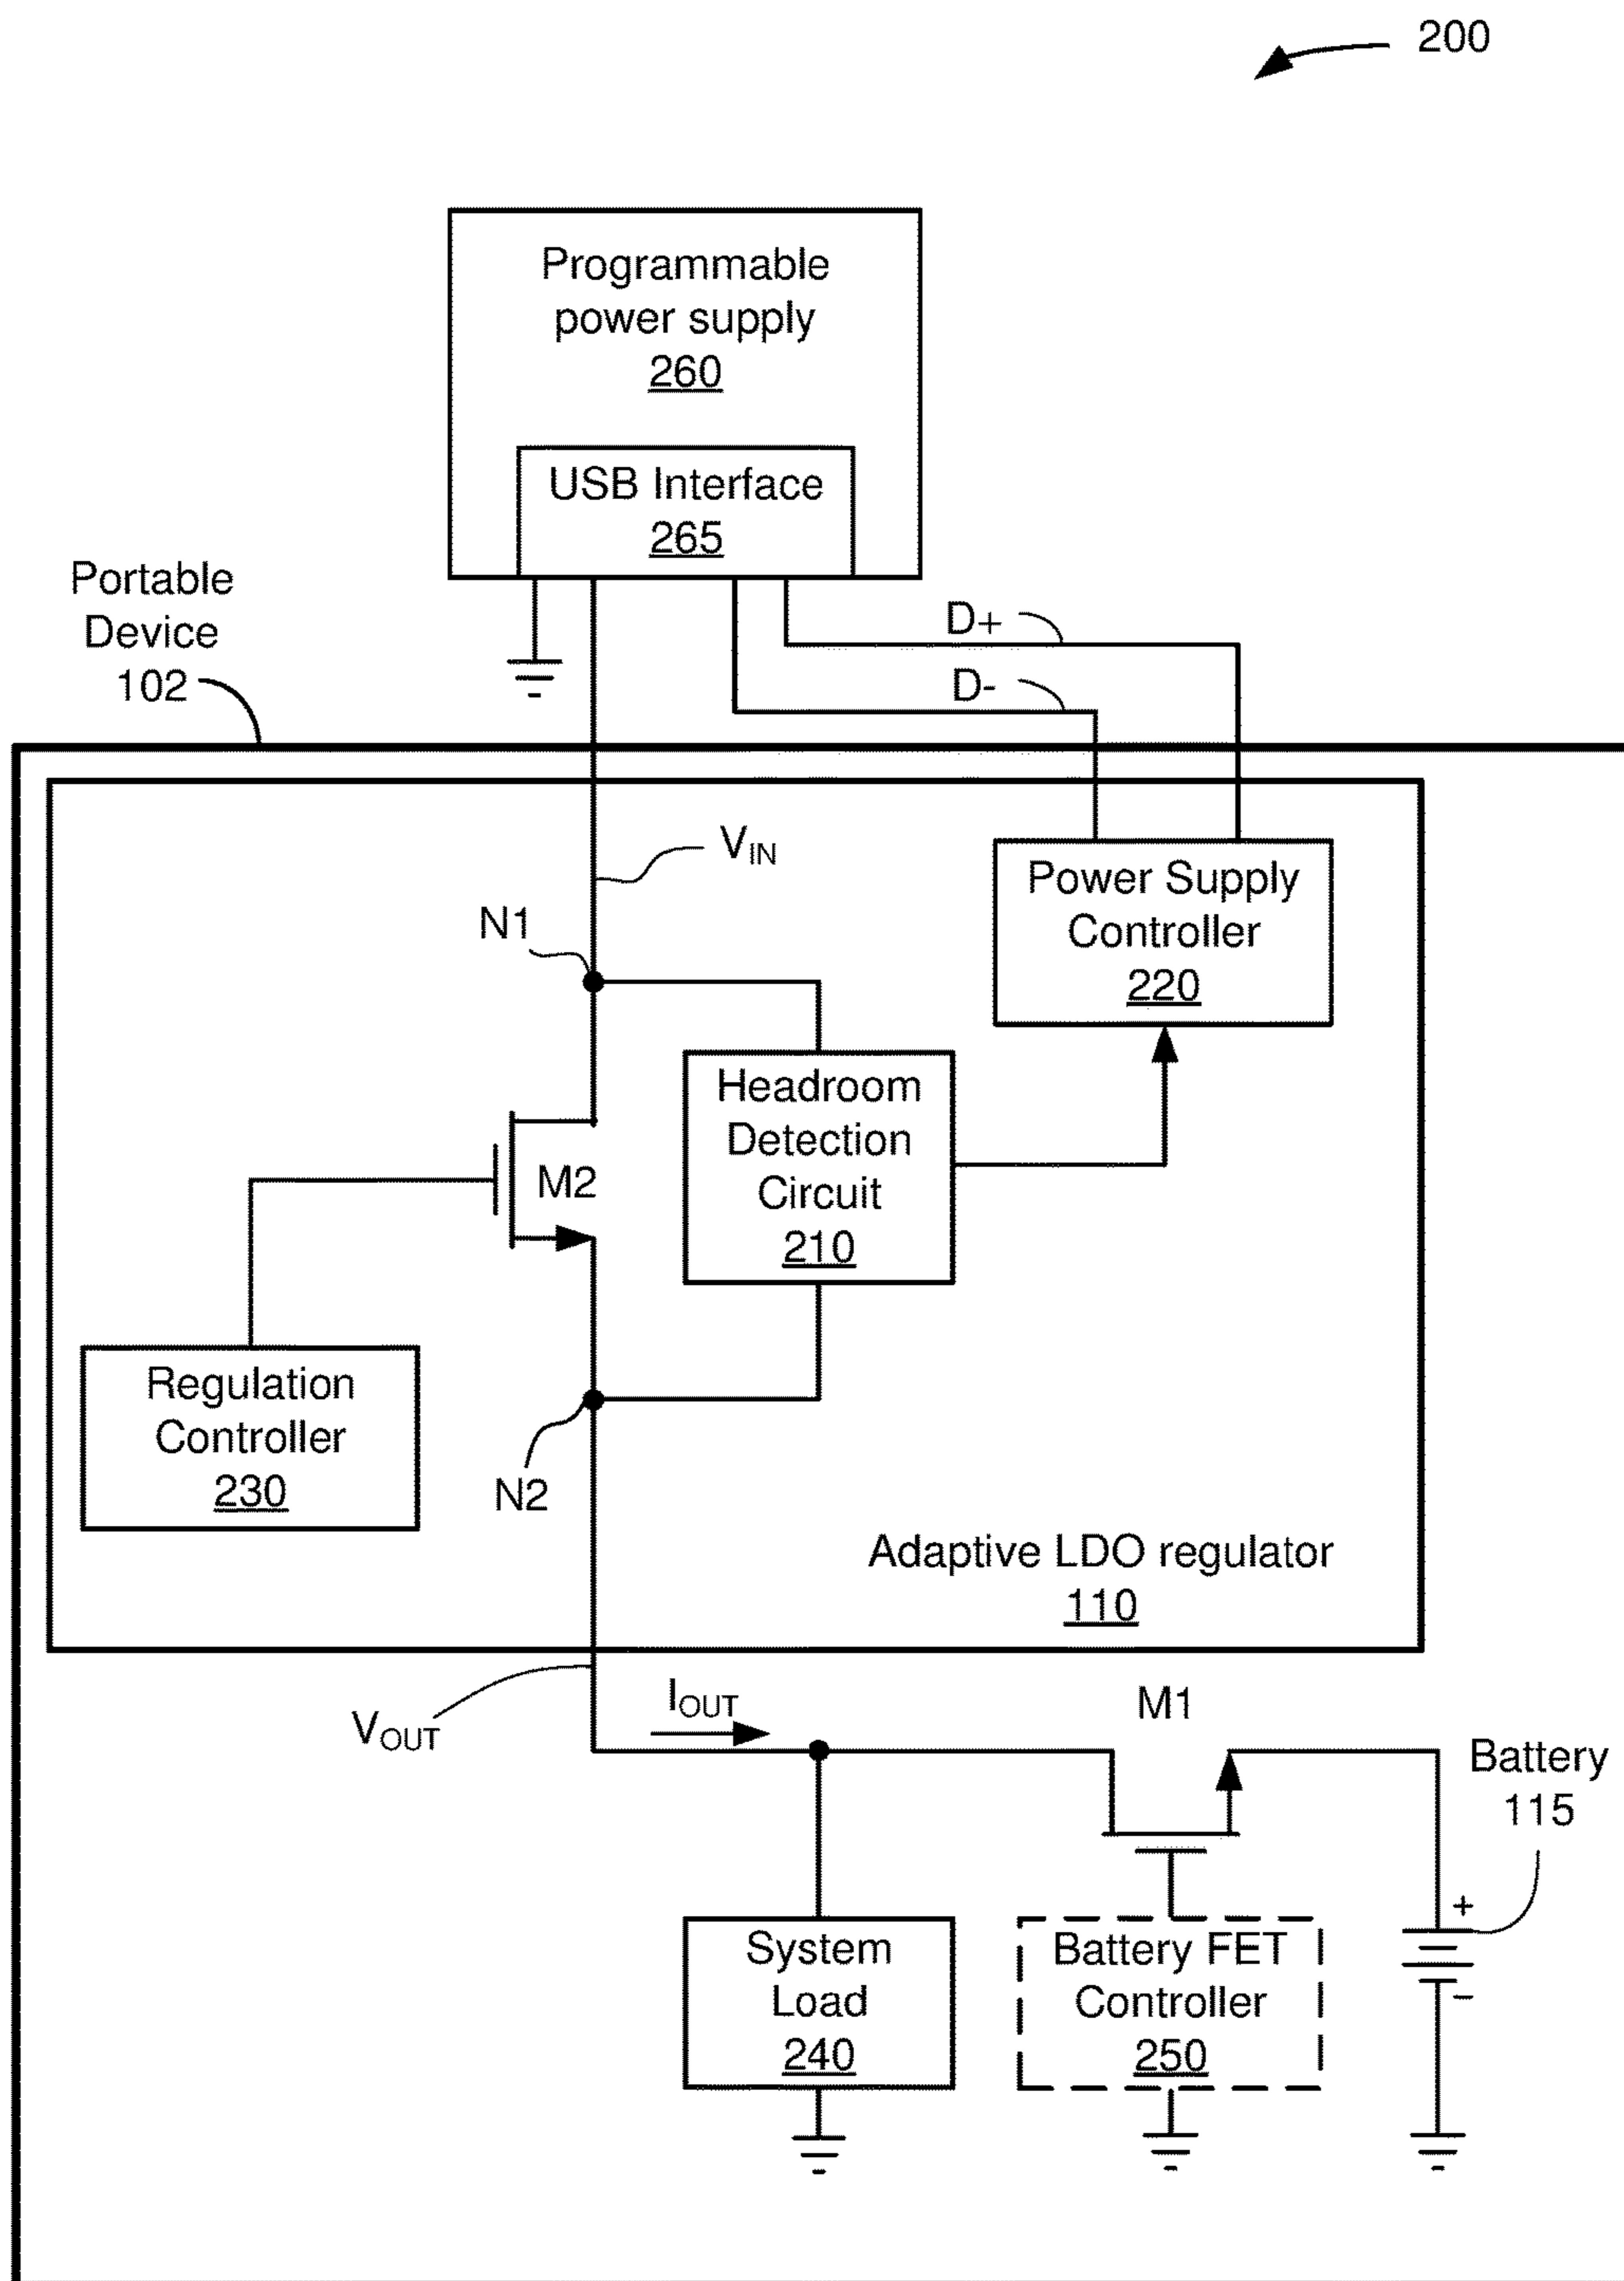 200
Programmable
power supply
260
USB Interface
265
Portable
Device
102
D+
D-
VIN
N1
Power Supply
Controller
220
Headroom
Detection
Circuit
210
M2
Regulation
Controller
230
N2
Adaptive LDO regulator
110
VOUT
IOUT
M1
Battery
115
+
–
System
Load
240
Battery FET
Controller
250